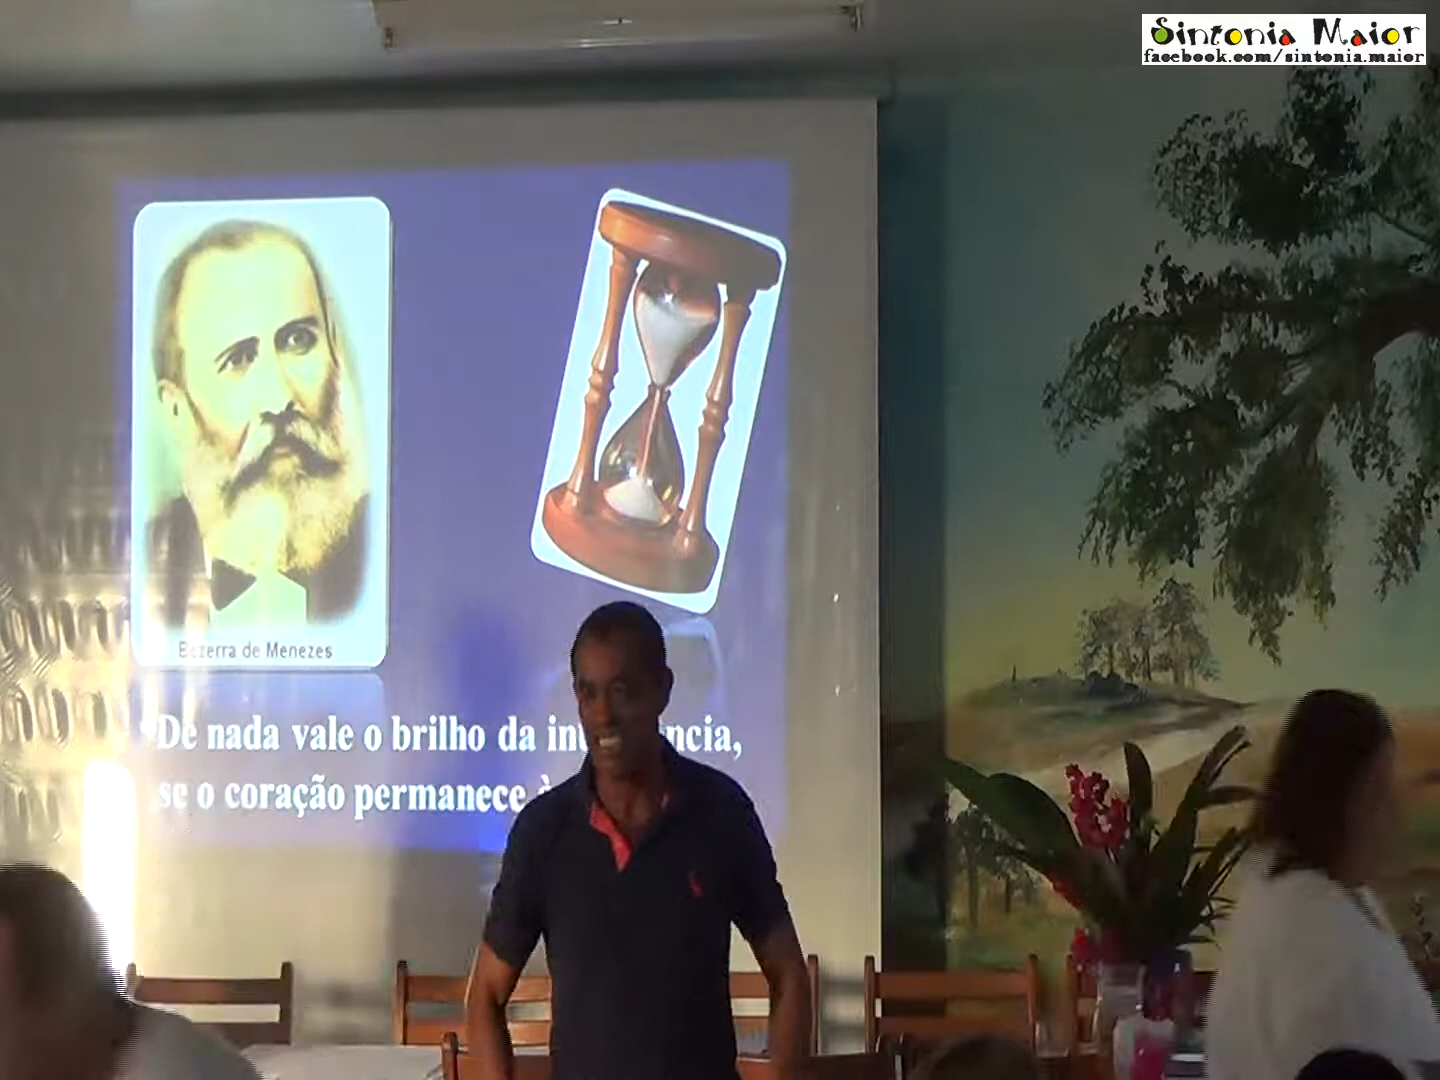 Sintonia Maior
facebook.com/sintonia.maior
Bezerra de Menezes
De nada vale o brilho da
se o coração permanece